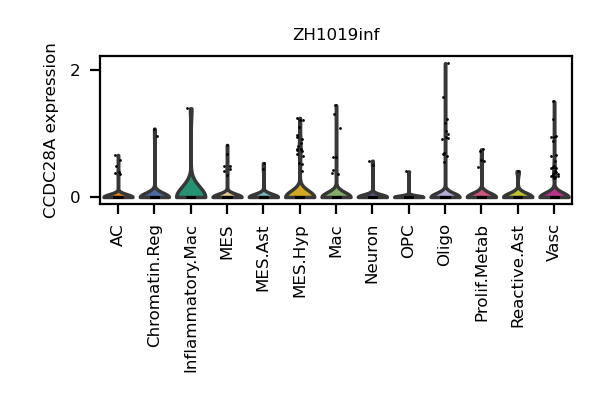 ZH1019inf
CCDC28A expression
2
0
AC
Chromatin.Reg
Inflammatory.Mac
MES
MES.Ast
MES.Hyp
Mac
Neuron
OPC
Oligo
Prolif.Metab
Reactive.Ast
Vasc